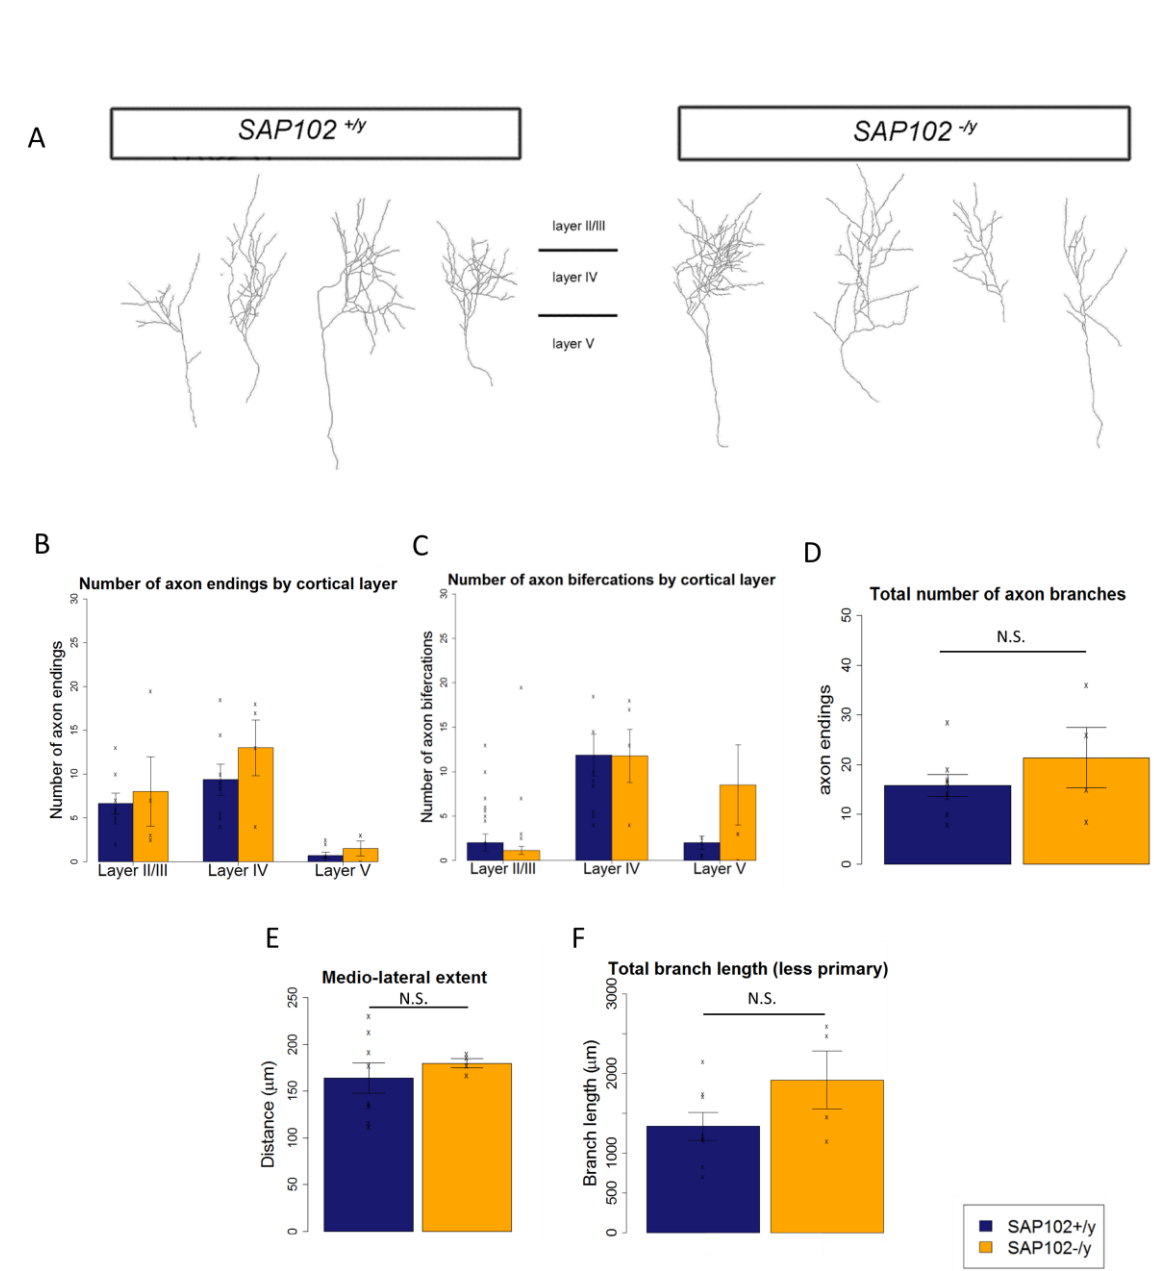 A
SAP102 +/y
SAP102 -/y
layer II/III
layer IV
layer V
B
Number of axon endings by cortical layer
Number of axon endings
30
25
20
15
10
5
0
Layer II/III
Layer IV
Layer V
C
Number of axon bifercations by cortical layer
Number of axon bifercations
30
25
20
15
10
5
0
Layer II/III
Layer IV
Layer V
D
Total number of axon branches
N.S.
axon endings
50
40
30
20
10
0
E
Medio-lateral extent
N.S.
Distance (µm)
250
200
150
100
50
0
F
Total branch length (less primary)
N.S.
Branch length (µm)
3000
2000
1000
500
0
SAP102+/y
SAP102-/y